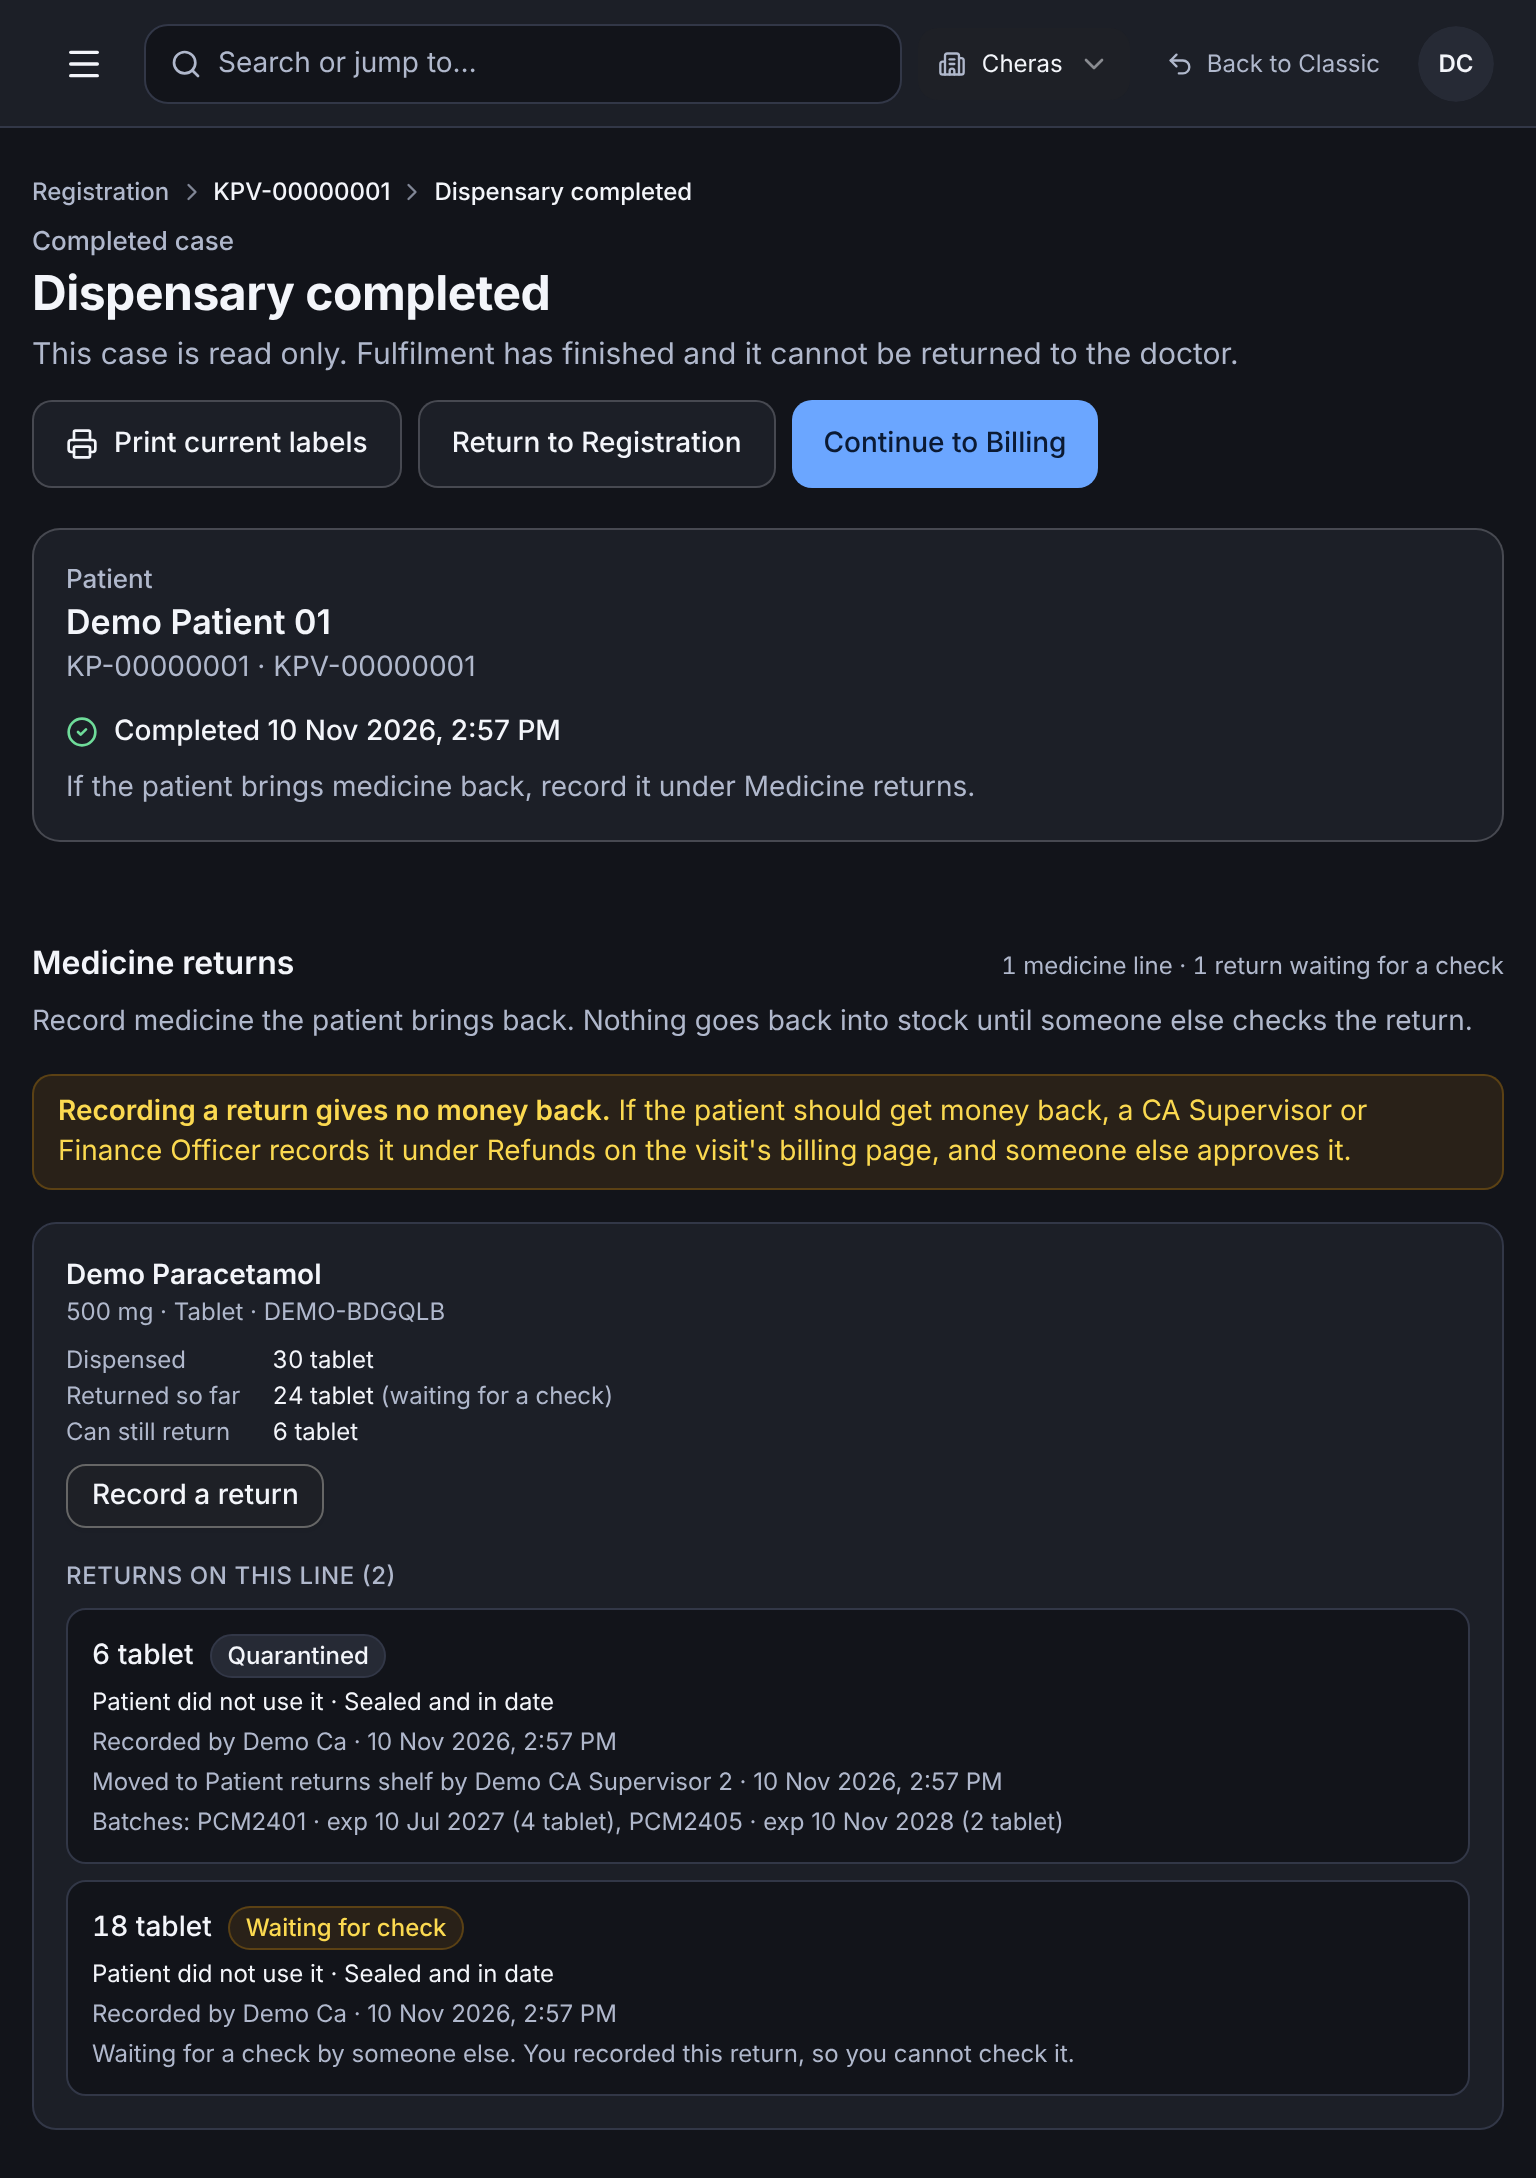 Search or jump to...
Cheras
Back to Classic
DC
Registration > KPV-00000001 > Dispensary completed
Completed case
Dispensary completed
This case is read only. Fulfilment has finished and it cannot be returned to the doctor.
Print current labels
Return to Registration
Continue to Billing
Patient
Demo Patient 01
KP-00000001 · KPV-00000001
Completed 10 Nov 2026, 2:57 PM
If the patient brings medicine back, record it under Medicine returns.
Medicine returns
1 medicine line · 1 return waiting for a check
Record medicine the patient brings back. Nothing goes back into stock until someone else checks the return.
Recording a return gives no money back. If the patient should get money back, a CA Supervisor or
Finance Officer records it under Refunds on the visit's billing page, and someone else approves it.
Demo Paracetamol
500 mg · Tablet · DEMO-BDGQLB
Dispensed 30 tablet
Returned so far 24 tablet (waiting for a check)
Can still return 6 tablet
Record a return
RETURNS ON THIS LINE (2)
6 tablet Quarantined
Patient did not use it · Sealed and in date
Recorded by Demo Ca · 10 Nov 2026, 2:57 PM
Moved to Patient returns shelf by Demo CA Supervisor 2 · 10 Nov 2026, 2:57 PM
Batches: PCM2401 · exp 10 Jul 2027 (4 tablet), PCM2405 · exp 10 Nov 2028 (2 tablet)
18 tablet Waiting for check
Patient did not use it · Sealed and in date
Recorded by Demo Ca · 10 Nov 2026, 2:57 PM
Waiting for a check by someone else. You recorded this return, so you cannot check it.